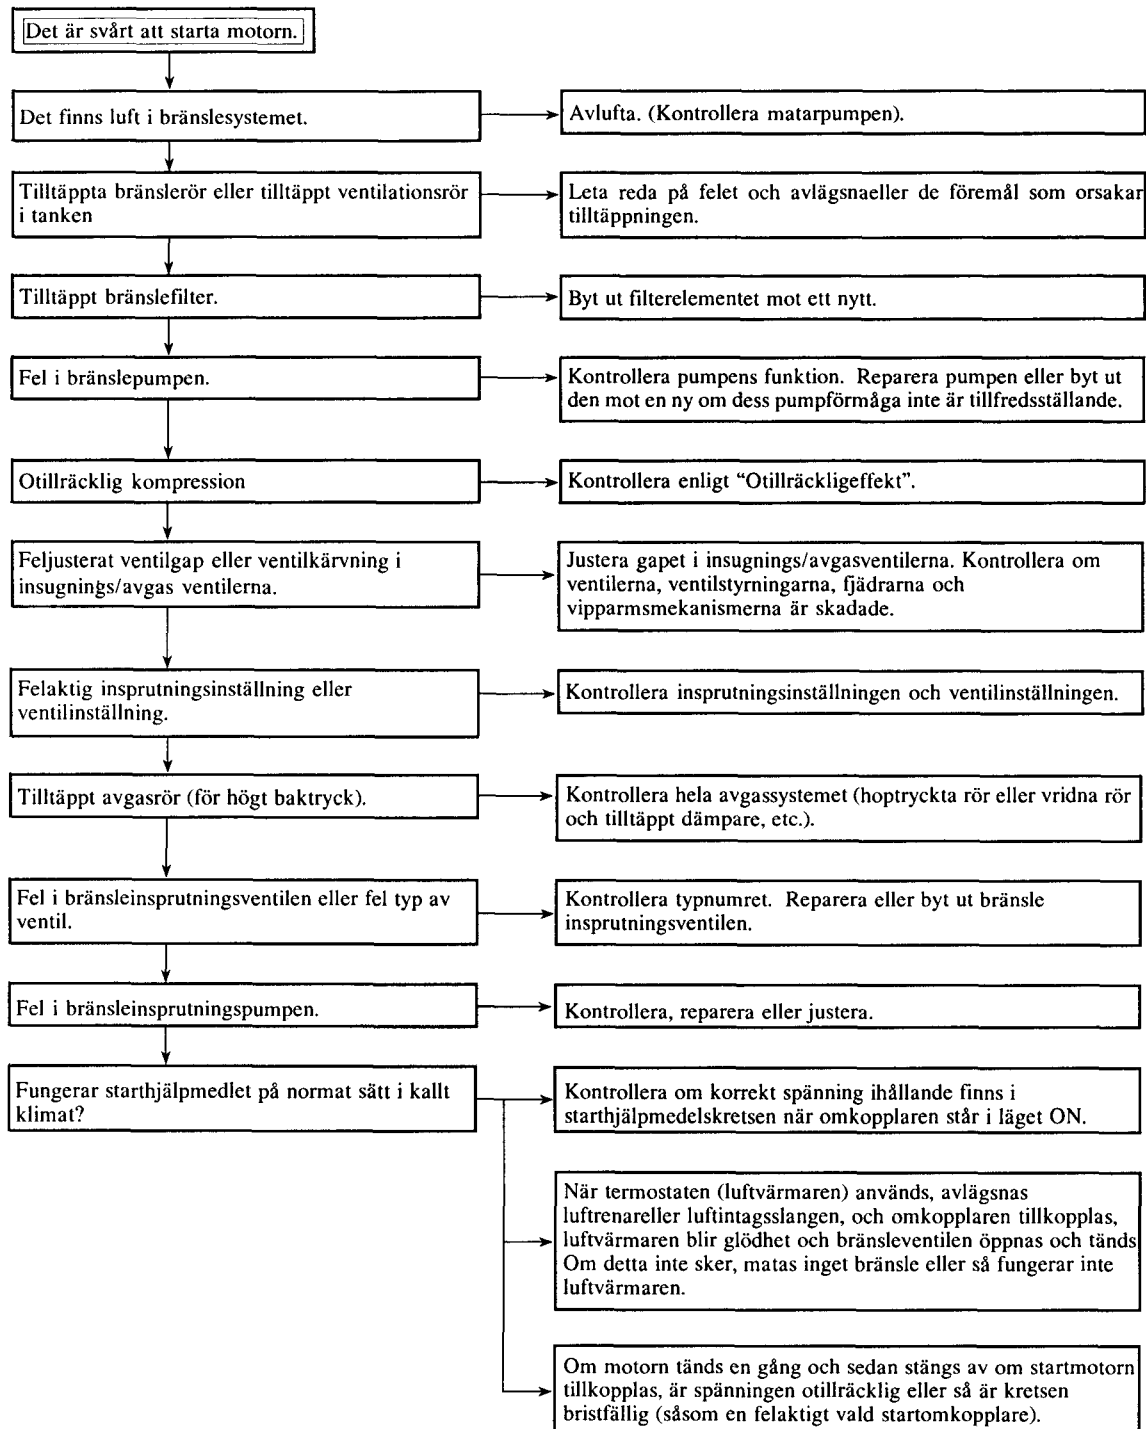 Det är svårt att starta motorn.
Det finns luft i bränslesystemet.
Avlufta. (Kontrollera matarpumpen).
Tilltäppta bränslerör eller tilltäppt ventilationsrör
i tanken
Leta reda på felet och avlägsnaeller de föremål som orsakar
tilltäppningen.
Tilltäppt bränslefilter.
Byt ut filterelementet mot ett nytt.
Fel i bränslepumpen.
Kontrollera pumpens funktion. Reparera pumpen eller byt ut
den mot en ny om dess pumpförmåga inte är tillfredsställande.
Otillräcklig kompression
Kontrollera enligt “Otillräckligeffekt”.
Feljusterat ventilgap eller ventilkärvning i
insugnings/avgas ventilerna.
Justera gapet i insugnings/avgasventilerna. Kontrollera om
ventilerna, ventilstyrningarna, fjädrarna och
vipparmsmekanismerna är skadade.
Felaktig insprutningsinställning eller
ventilinställning.
Kontrollera insprutningsinställningen och ventilinställningen.
Tilltäppt avgasrör (för högt baktryck).
Kontrollera hela avgassystemet (hoptryckta rör eller vridna rör
och tilltäppt dämpare, etc.).
Fel i bränsleinsprutningsventilen eller fel typ av
ventil.
Kontrollera typnumret. Reparera eller byt ut bränsle
insprutningsventilen.
Fel i bränsleinsprutningspumpen.
Kontrollera, reparera eller justera.
Fungerar starthjälpmedlet på normat sätt i kallt
klimat?
Kontrollera om korrekt spänning ihållande finns i
starthjälpmedelskretsen när omkopplaren står i läget ON.
När termostaten (luftvärmaren) används, avlägsnas
luftrenareller luftintagsslangen, och omkopplaren tillkopplas,
luftvärmaren blir glödhet och bränsleventilen öppnas och tänds
Om detta inte sker, matas inget bränsle eller så fungerar inte
luftvärmaren.
Om motorn tänds en gång och sedan stängs av om startmotorn
tillkopplas, är spänningen otillräcklig eller så är kretsen
bristfällig (såsom en felaktigt vald startomkopplare).